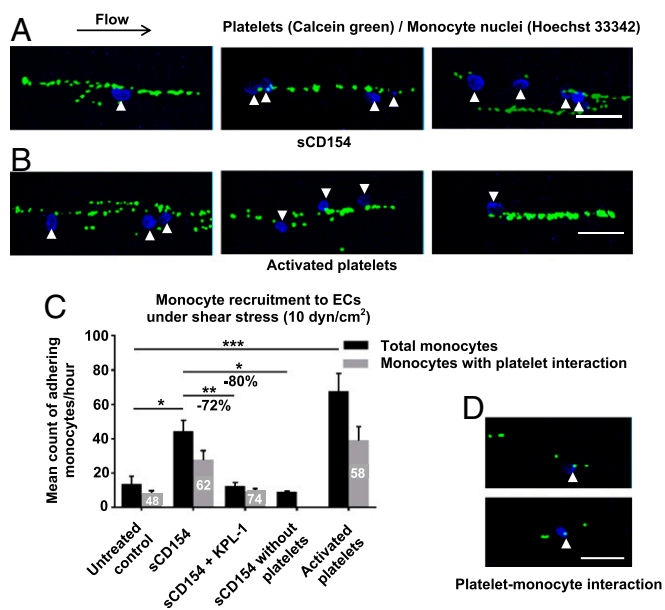 A
Flow
Platelets (Calcein green) / Monocyte nuclei (Hoechst 33342)
sCD154
B
Activated platelets
C
Monocyte recruitment to ECs
under shear stress (10 dyn/cm²)
Mean count of adhering
monocytes/hour
100
80
60
40
20
0
***
Total monocytes
Monocytes with platelet interaction
*
-80%
**
-72%
*
48
62
74
58
Untreated
control
sCD154
sCD154 + KPL-1
sCD154 without
platelets
Activated
platelets
D
Platelet-monocyte interaction